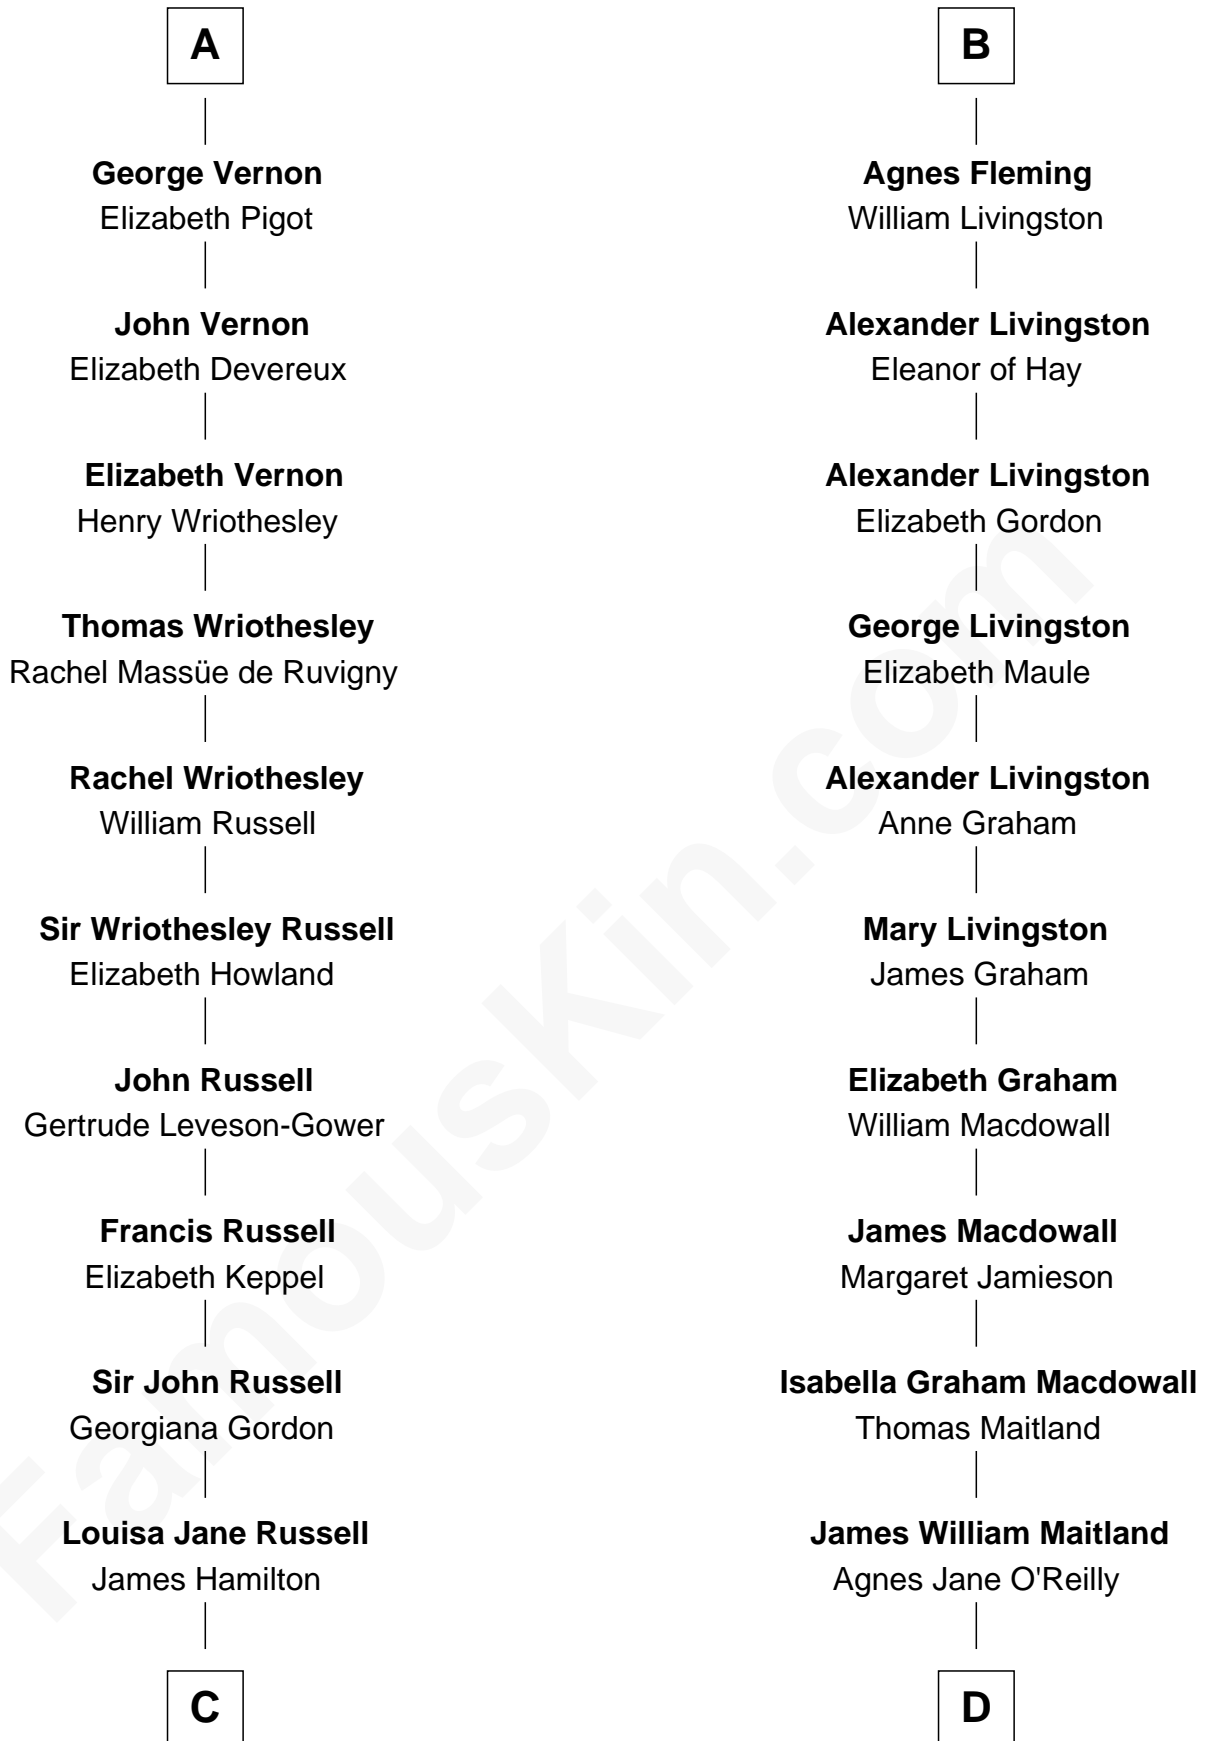 A
George Vernon
Elizabeth Pigot
John Vernon
Elizabeth Devereux
Elizabeth Vernon
Henry Wriothesley
Thomas Wriothesley
Rachel Massüe de Ruvigny
Rachel Wriothesley
William Russell
Sir Wriothesley Russell
Elizabeth Howland
John Russell
Gertrude Leveson-Gower
Francis Russell
Elizabeth Keppel
Sir John Russell
Georgiana Gordon
Louisa Jane Russell
James Hamilton
C
B
Agnes Fleming
William Livingston
Alexander Livingston
Eleanor of Hay
Alexander Livingston
Elizabeth Gordon
George Livingston
Elizabeth Maule
Alexander Livingston
Anne Graham
Mary Livingston
James Graham
Elizabeth Graham
William Macdowall
James Macdowall
Margaret Jamieson
Isabella Graham Macdowall
Thomas Maitland
James William Maitland
Agnes Jane O'Reilly
D
FamousKin.com